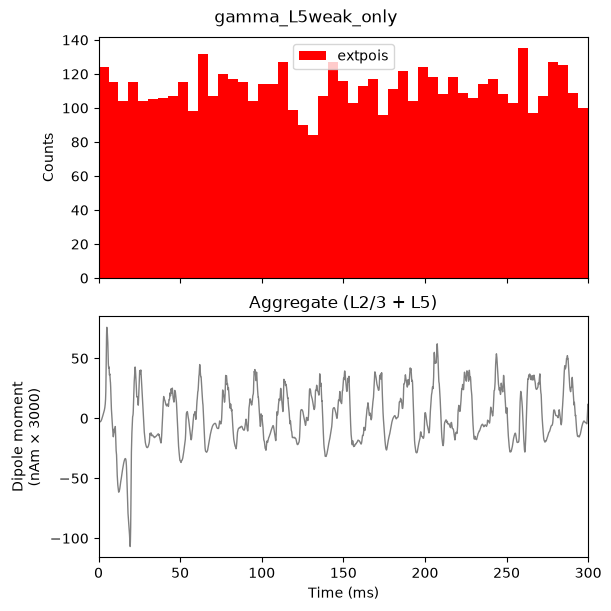 gamma_L5weak_only
extpois
140
120
100
80
60
40
20
0
Counts
Aggregate (L2/3 + L5)
50
0
−50
−100
Dipole moment
(nAm × 3000)
0 50 100 150 200 250 300
Time (ms)